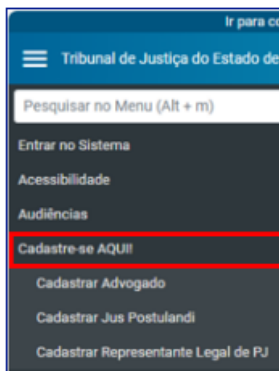 Ir para co
Tribunal de Justiça do Estado de
Pesquisar no Menu (Alt + m)
Entrar no Sistema
Acessibilidade
Audiências
Cadastre-se AQUI!
Cadastrar Advogado
Cadastrar Jus Postulandi
Cadastrar Representante Legal de PJ